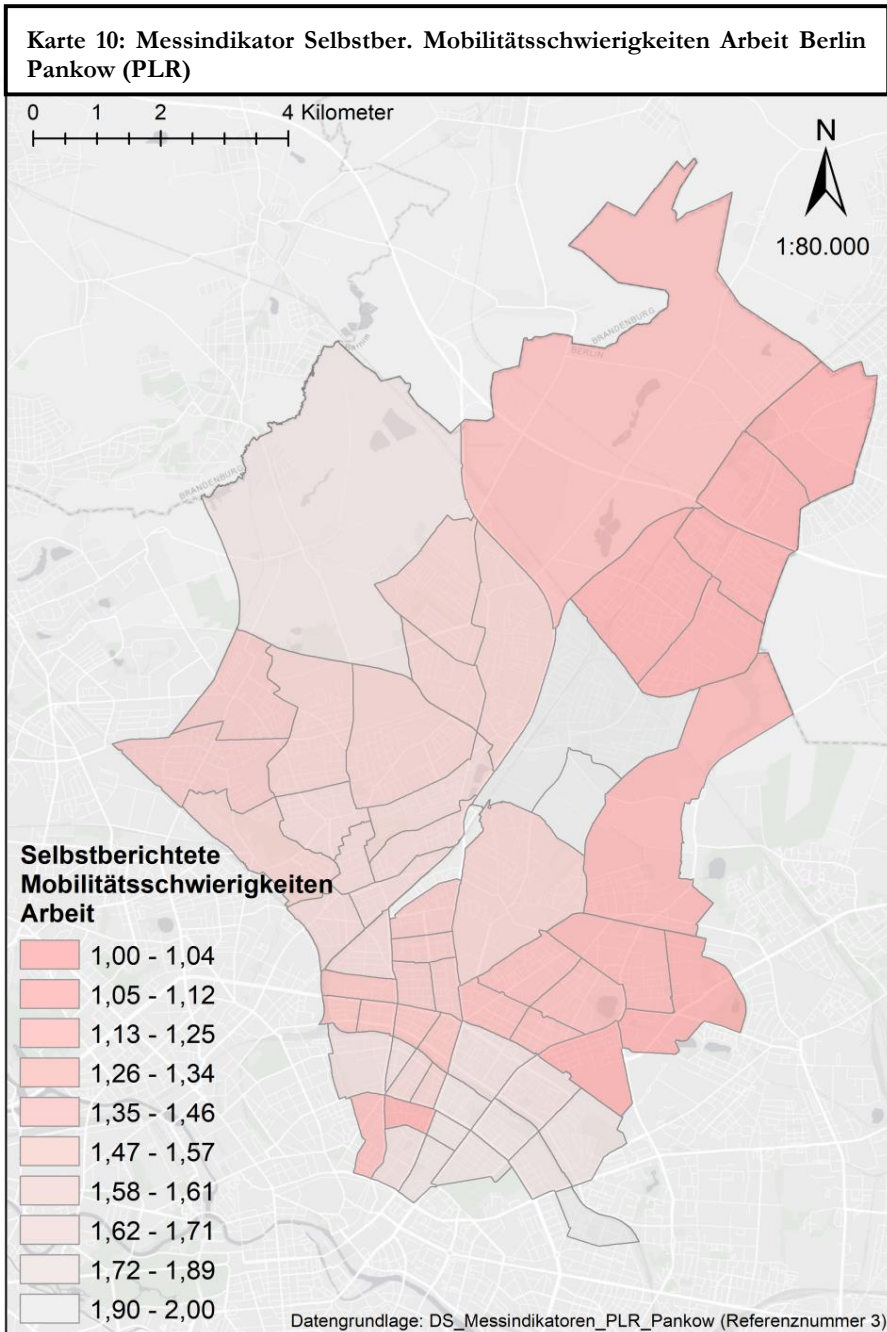 Karte 10: Messindikator Selbstber. Mobilitätsschwierigkeiten Arbeit Berlin
Pankow (PLR)
0 1 2 4 Kilometer
N
1:80.000
BRANDENBURG
BERLIN
BRANDENBURG
Selbstberichtete
Mobilitätsschwierigkeiten
Arbeit
1,00 - 1,04
1,05 - 1,12
1,13 - 1,25
1,26 - 1,34
1,35 - 1,46
1,47 - 1,57
1,58 - 1,61
1,62 - 1,71
1,72 - 1,89
1,90 - 2,00
Datengrundlage: DS_Messindikatoren_PLR_Pankow (Referenznummer 3)